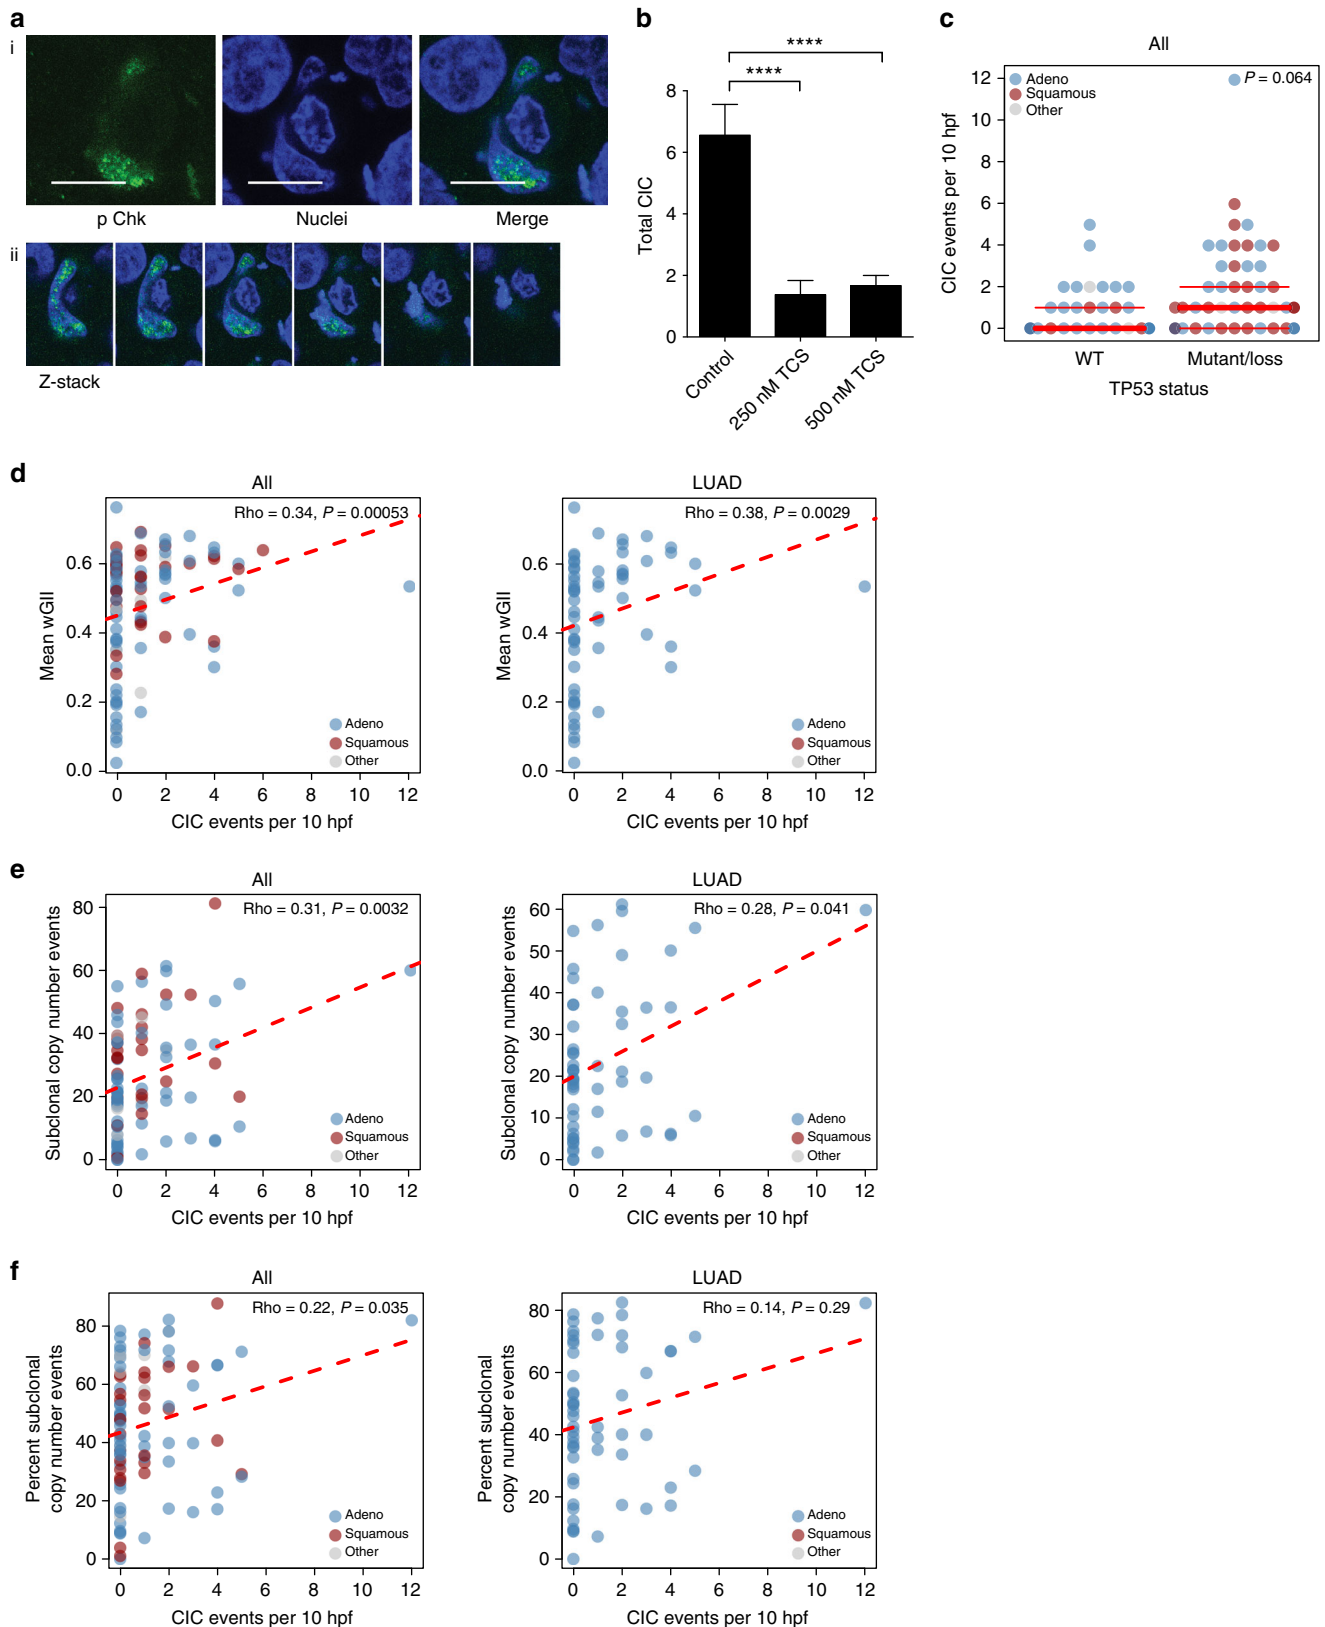 a
i
p Chk
Nuclei
Merge
ii
Z-stack
b
****
****
8
6
4
2
0
Total CIC
Control
250 nM TCS
500 nM TCS
c
All
Adeno
Squamous
Other
P = 0.064
12
10
8
6
4
2
0
CIC events per 10 hpf
WT
Mutant/loss
TP53 status
d
All
Rho = 0.34, P = 0.00053
0.6
0.4
0.2
0.0
Mean wGII
Adeno
Squamous
Other
0 2 4 6 8 10 12
CIC events per 10 hpf
LUAD
Rho = 0.38, P = 0.0029
0.6
0.4
0.2
0.0
Mean wGII
Adeno
Squamous
Other
0 2 4 6 8 10 12
CIC events per 10 hpf
e
All
Rho = 0.31, P = 0.0032
80
60
40
20
0
Subclonal copy number events
Adeno
Squamous
Other
0 2 4 6 8 10 12
CIC events per 10 hpf
LUAD
Rho = 0.28, P = 0.041
60
50
40
30
20
10
0
Subclonal copy number events
Adeno
Squamous
Other
0 2 4 6 8 10 12
CIC events per 10 hpf
f
All
Rho = 0.22, P = 0.035
80
60
40
20
0
Percent subclonal
copy number events
Adeno
Squamous
Other
0 2 4 6 8 10 12
CIC events per 10 hpf
LUAD
Rho = 0.14, P = 0.29
80
60
40
20
0
Percent subclonal
copy number events
Adeno
Squamous
Other
0 2 4 6 8 10 12
CIC events per 10 hpf